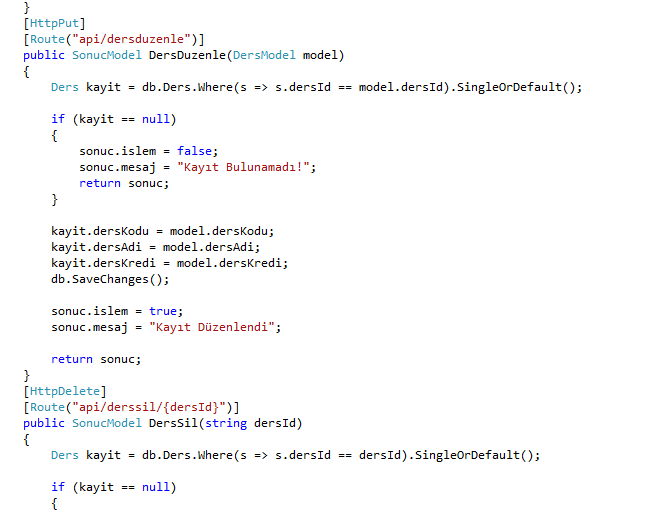 }
[HttpPut]
[Route("api/dersduzenle")]
public SonucModel DersDuzenle(DersModel model)
{
Ders kayit = db.Ders.Where(s => s.dersId == model.dersId).SingleOrDefault();
if (kayit == null)
{
sonuc.islem = false;
sonuc.mesaj = "Kayıt Bulunamadı!";
return sonuc;
}
kayit.dersKodu = model.dersKodu;
kayit.dersAdi = model.dersAdi;
kayit.dersKredi = model.dersKredi;
db.SaveChanges();
sonuc.islem = true;
sonuc.mesaj = "Kayıt Düzenlendi";
return sonuc;
}
[HttpDelete]
[Route("api/derssil/{dersId}")]
public SonucModel DersSil(string dersId)
{
Ders kayit = db.Ders.Where(s => s.dersId == dersId).SingleOrDefault();
if (kayit == null)
{